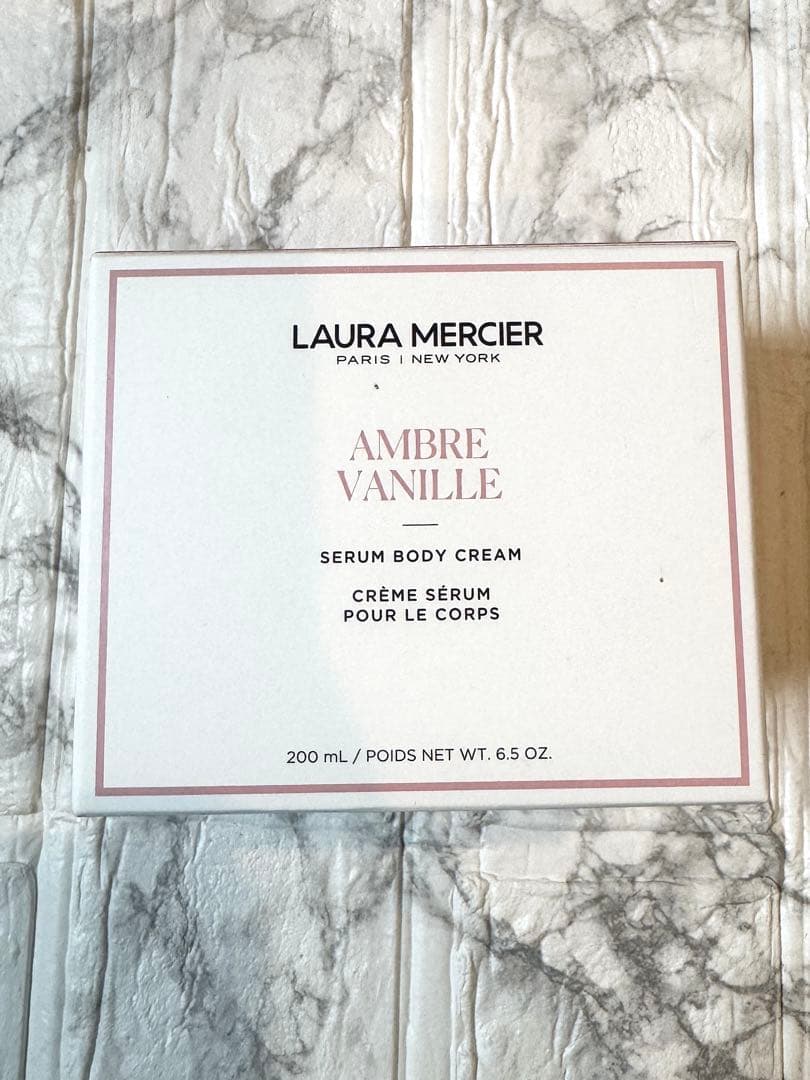 LAURA MERCIER
PARIS | NEW YORK
AMBRE
VANILLE
SERUM BODY CREAM
CRÈME SÉRUM
POUR LE CORPS
200 mL / POIDS NET WT. 6.5 OZ.